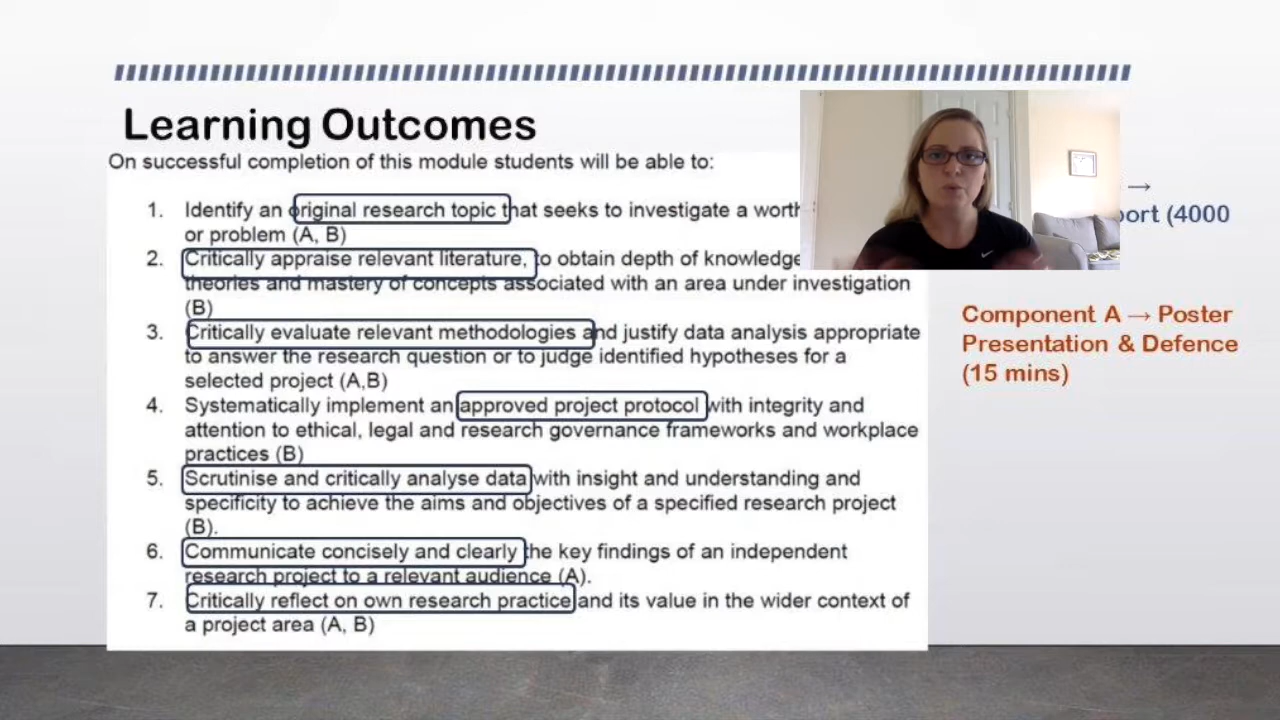 Learning Outcomes
On successful completion of this module students will be able to:
1. Identify an original research topic that seeks to investigate a worth
or problem (A, B)
2. Critically appraise relevant literature, to obtain depth of knowledge
theories and mastery of concepts associated with an area under investigation
(B)
3. Critically evaluate relevant methodologies and justify data analysis appropriate
to answer the research question or to judge identified hypotheses for a
selected project (A,B)
4. Systematically implement an approved project protocol with integrity and
attention to ethical, legal and research governance frameworks and workplace
practices (B)
5. Scrutinise and critically analyse data with insight and understanding and
specificity to achieve the aims and objectives of a specified research project
(B).
6. Communicate concisely and clearly the key findings of an independent
research project to a relevant audience (A).
7. Critically reflect on own research practice and its value in the wider context of
a project area (A, B)
→
ort (4000
Component A → Poster
Presentation & Defence
(15 mins)